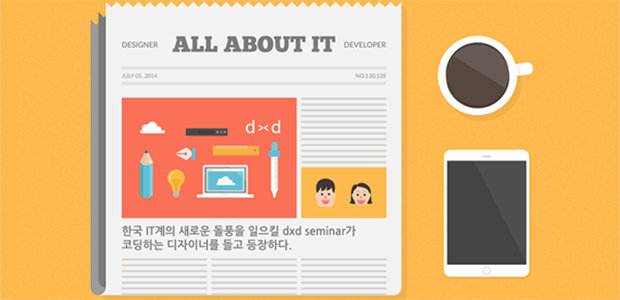 DESIGNER
ALL ABOUT IT
DEVELOPER
JULY 05, 2014
NO.130,128
d><d
한국 IT계의 새로운 돌풍을 일으킬 dxd seminar가
코딩하는 디자이너를 들고 등장하다.